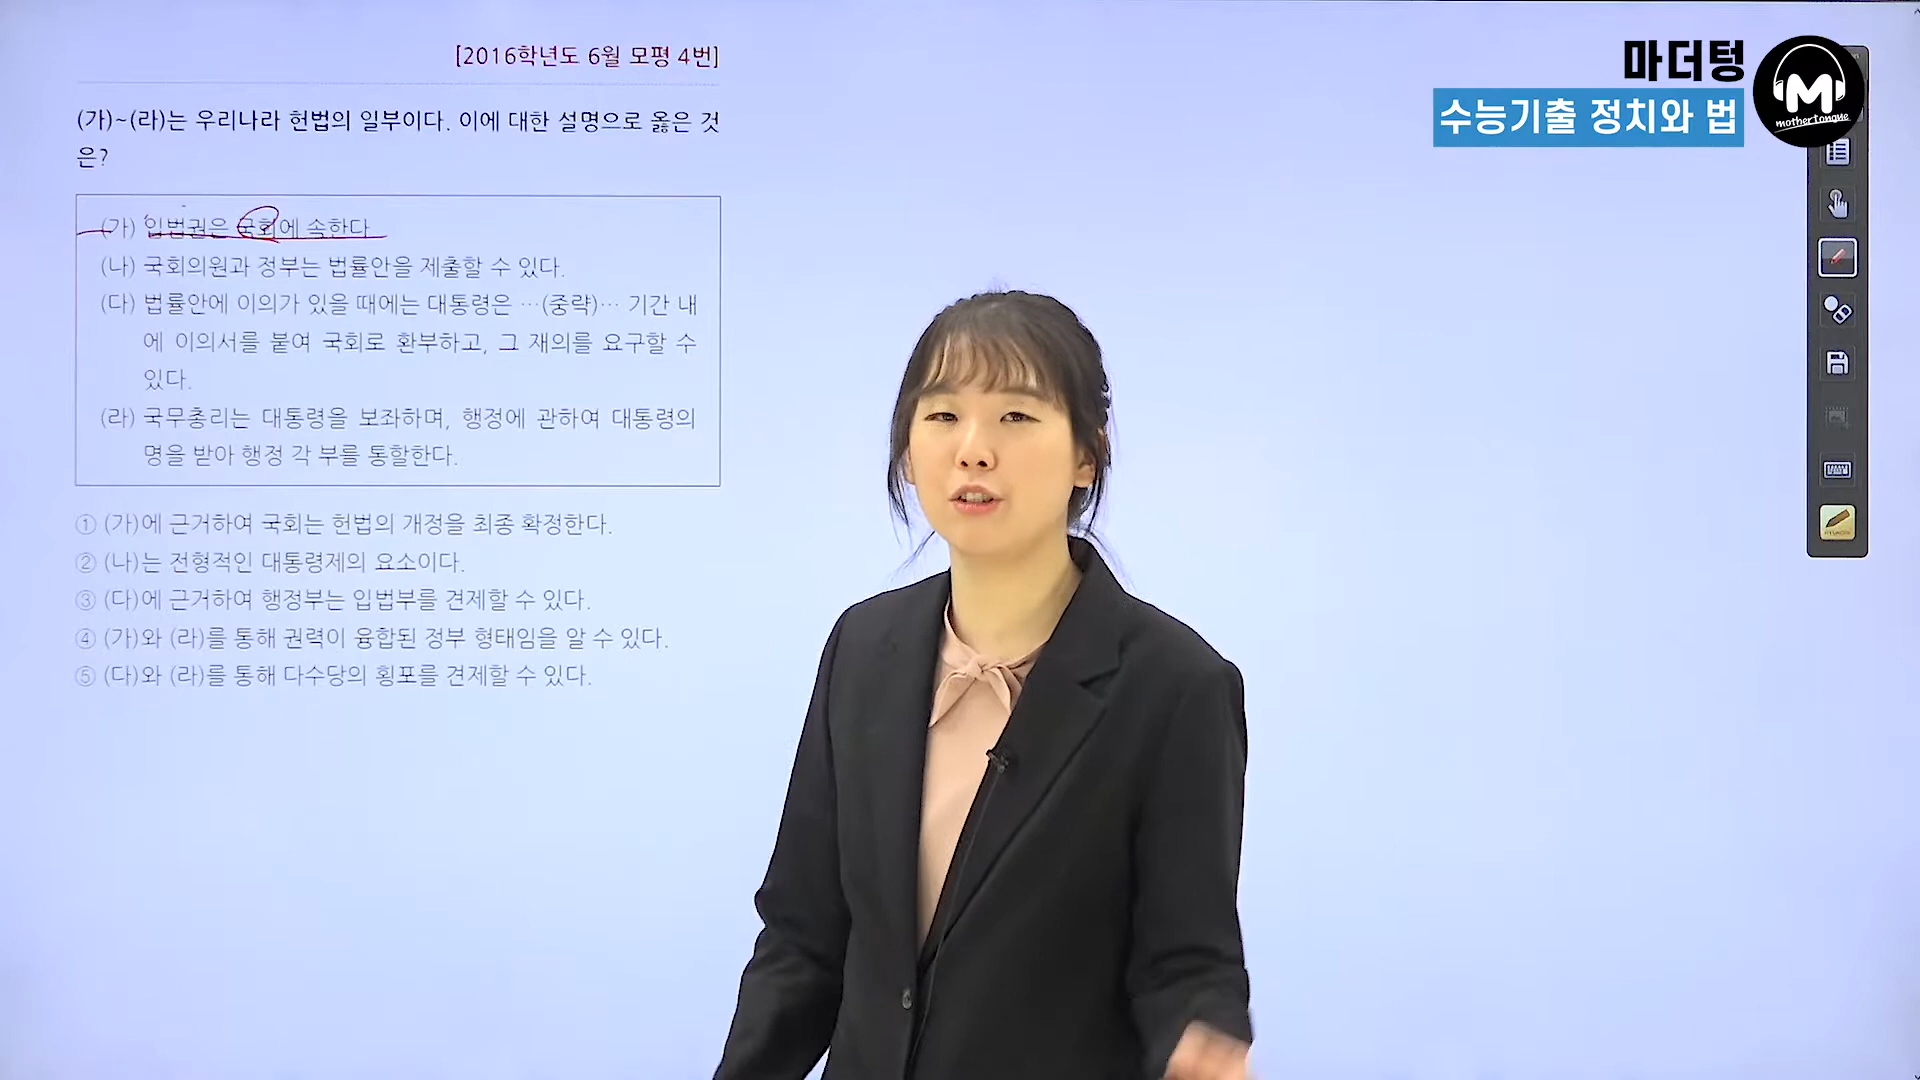 [2016학년도 6월 모평 4번]
(가)~(라)는 우리나라 헌법의 일부이다. 이에 대한 설명으로 옳은 것
은?
(가) 입법권은 국회에 속한다
(나) 국회의원과 정부는 법률안을 제출할 수 있다.
(다) 법률안에 이의가 있을 때에는 대통령은 …(중략)… 기간 내
에 이의서를 붙여 국회로 환부하고, 그 재의를 요구할 수
있다.
(라) 국무총리는 대통령을 보좌하며, 행정에 관하여 대통령의
명을 받아 행정 각 부를 통할한다.
① (가)에 근거하여 국회는 헌법의 개정을 최종 확정한다.
② (나)는 전형적인 대통령제의 요소이다.
③ (다)에 근거하여 행정부는 입법부를 견제할 수 있다.
④ (가)와 (라)를 통해 권력이 융합된 정부 형태임을 알 수 있다.
⑤ (다)와 (라)를 통해 다수당의 횡포를 견제할 수 있다.
마더텅
수능기출 정치와 법
M
mothertongue